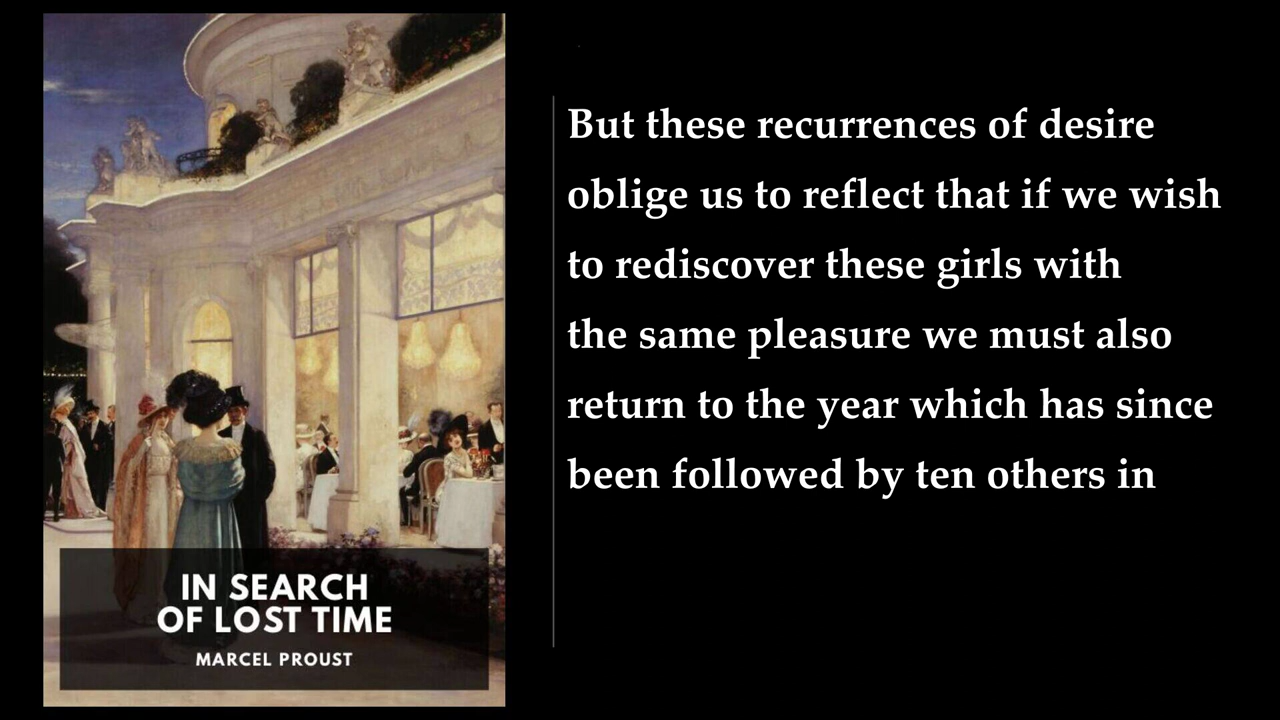 IN SEARCH
OF LOST TIME
MARCEL PROUST
But these recurrences of desire
oblige us to reflect that if we wish
to rediscover these girls with
the same pleasure we must also
return to the year which has since
been followed by ten others in